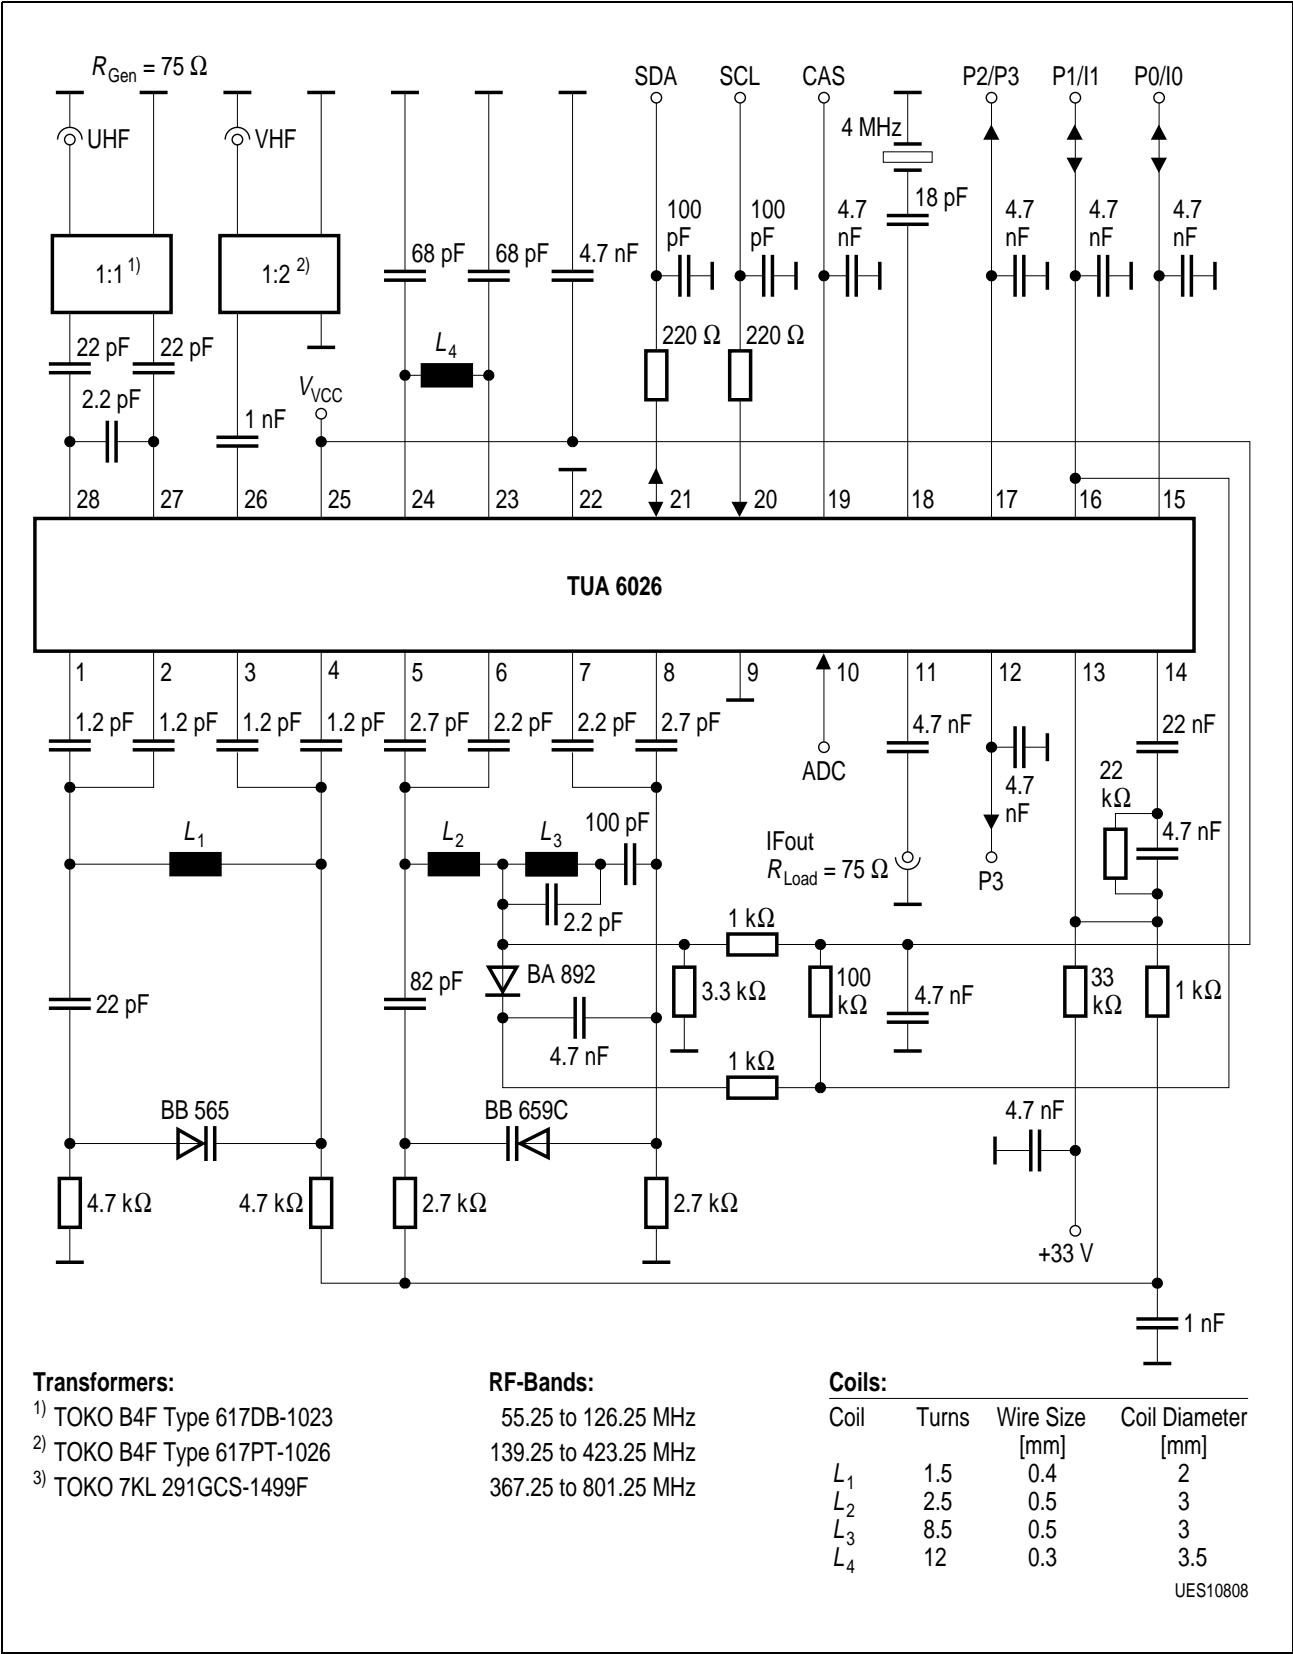 R Gen = 75 Ω
SDA
SCL
CAS
P2/P3
P1/I1
P0/I0
UHF
VHF
4 MHz
18 pF
100 pF
100 pF
4.7 nF
4.7 nF
4.7 nF
4.7 nF
1:1 1)
1:2 2)
68 pF
68 pF
4.7 nF
22 pF
22 pF
L4
220 Ω
220 Ω
2.2 pF
VVCC
1 nF
28
27
26
25
24
23
22
21
20
19
18
17
16
15
TUA 6026
1
2
3
4
5
6
7
8
9
10
11
12
13
14
1.2 pF
1.2 pF
1.2 pF
1.2 pF
2.7 pF
2.2 pF
2.2 pF
2.7 pF
4.7 nF
22 nF
ADC
4.7 nF
22 kΩ
L1
L2
L3
100 pF
IFout
RLoad = 75 Ω
P3
4.7 nF
2.2 pF
1 kΩ
22 pF
82 pF
BA 892
3.3 kΩ
100 kΩ
4.7 nF
33 kΩ
1 kΩ
4.7 nF
1 kΩ
BB 565
BB 659C
4.7 nF
4.7 kΩ
4.7 kΩ
2.7 kΩ
2.7 kΩ
+33 V
1 nF
Transformers:
1) TOKO B4F Type 617DB-1023
2) TOKO B4F Type 617PT-1026
3) TOKO 7KL 291GCS-1499F
RF-Bands:
55.25 to 126.25 MHz
139.25 to 423.25 MHz
367.25 to 801.25 MHz
Coils:
Coil Turns Wire Size [mm] Coil Diameter [mm]
L1 1.5 0.4 2
L2 2.5 0.5 3
L3 8.5 0.5 3
L4 12 0.3 3.5
UES10808